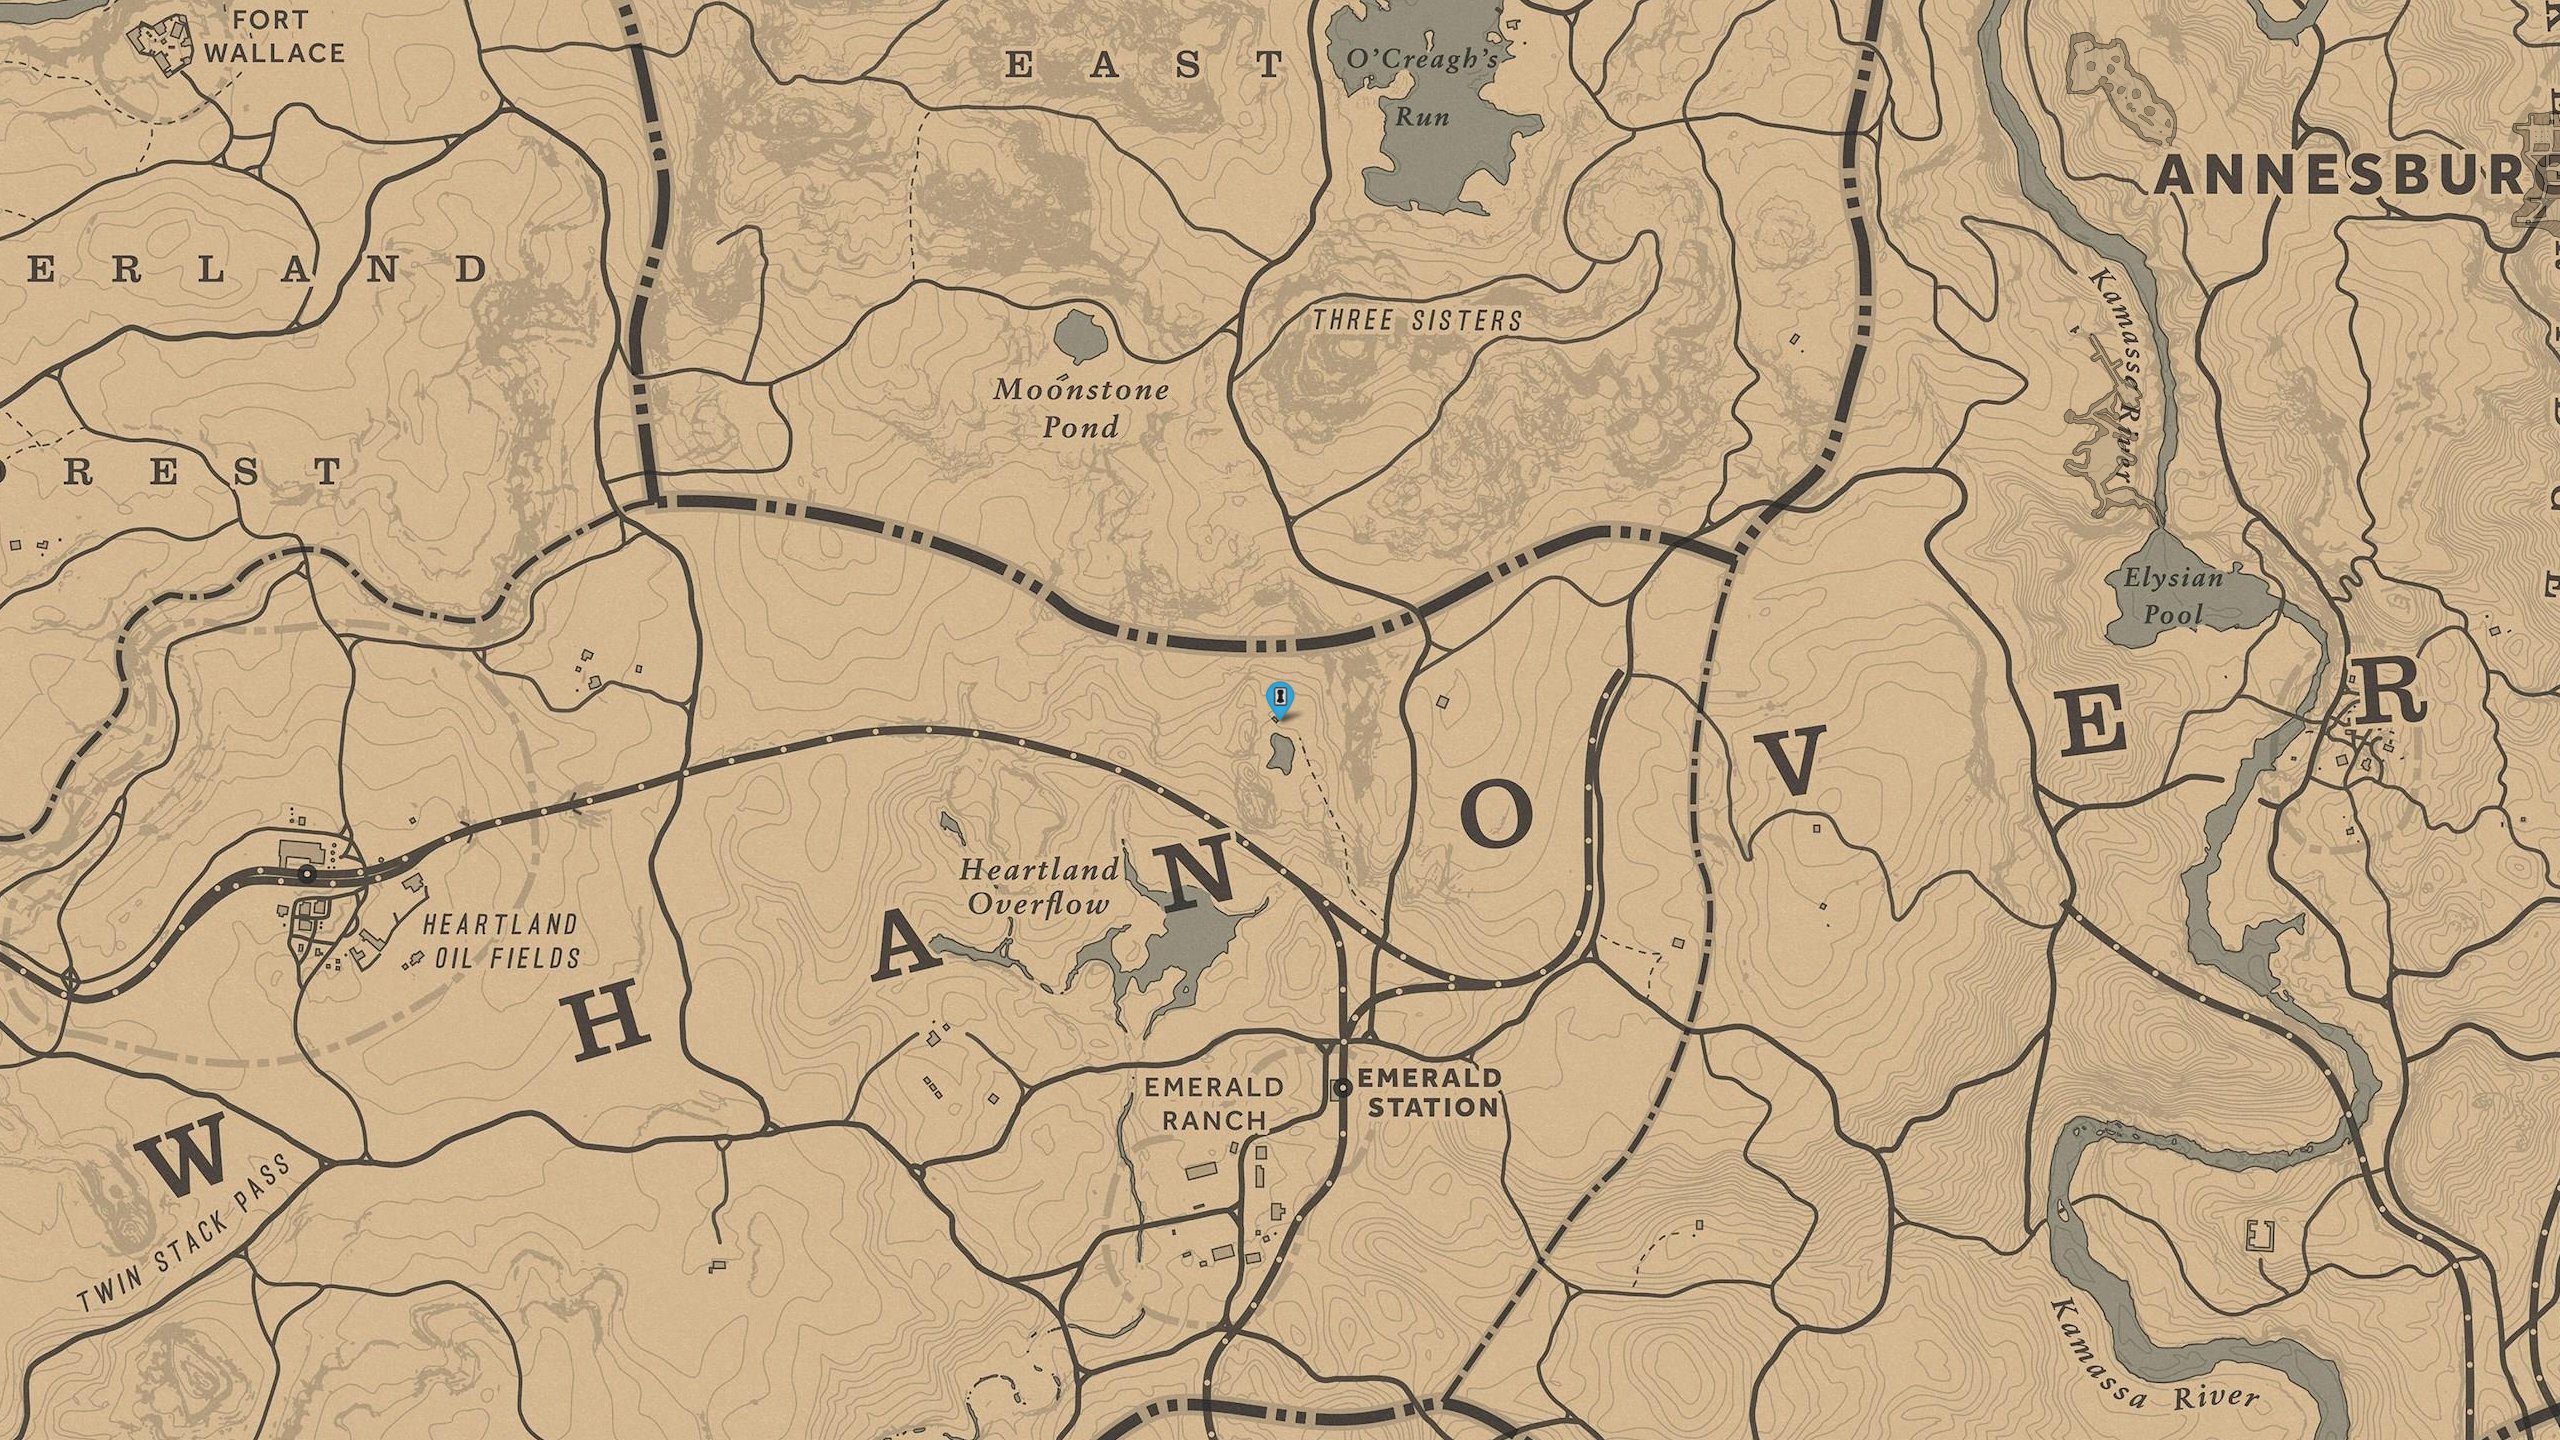 FORT
WALLACE
EAST
O'Creagh's
Run
ANNESBUR
ERLAND
Kamassa River
THREE SISTERS
Moonstone
Pond
REST
Elysian
Pool
HEARTLAND
OIL FIELDS
Heartland
Overflow
W H A N O V E R
EMERALD
RANCH
EMERALD
STATION
TWIN STACK PASS
Kamassa River